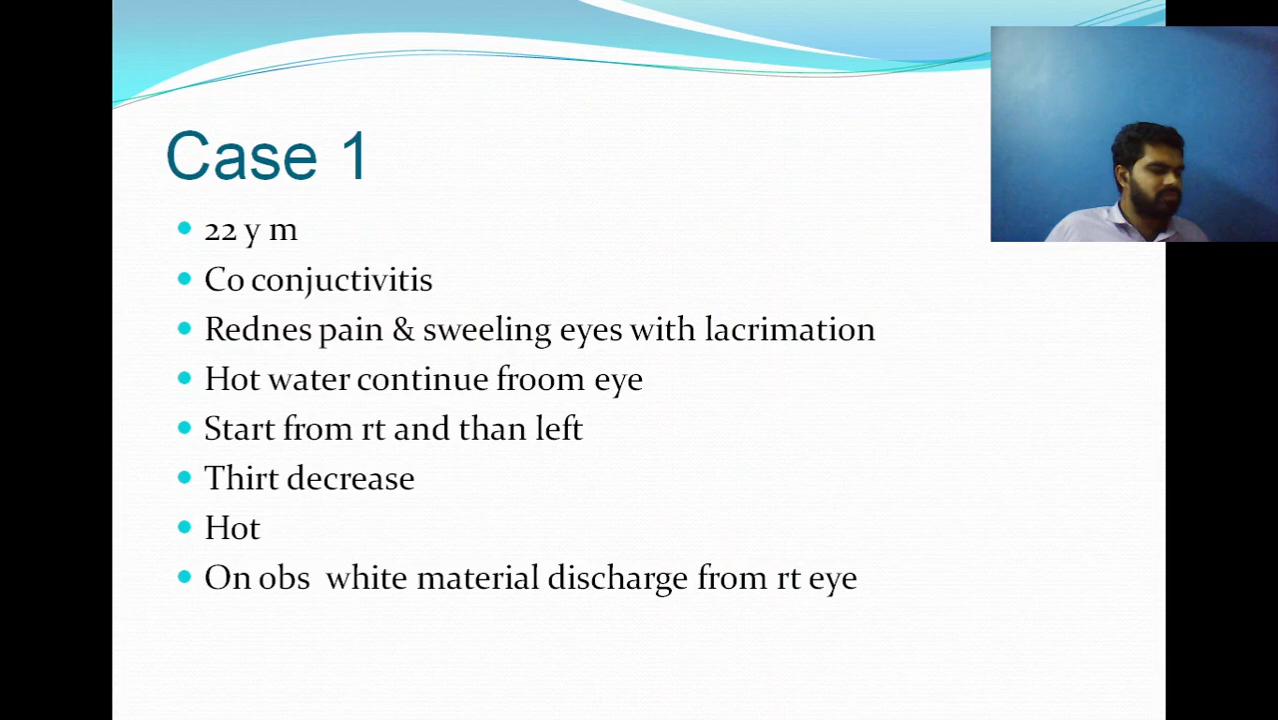 Case 1
22 y m
Co conjuctivitis
Rednes pain & sweeling eyes with lacrimation
Hot water continue froom eye
Start from rt and than left
Thirt decrease
Hot
On obs  white material discharge from rt eye